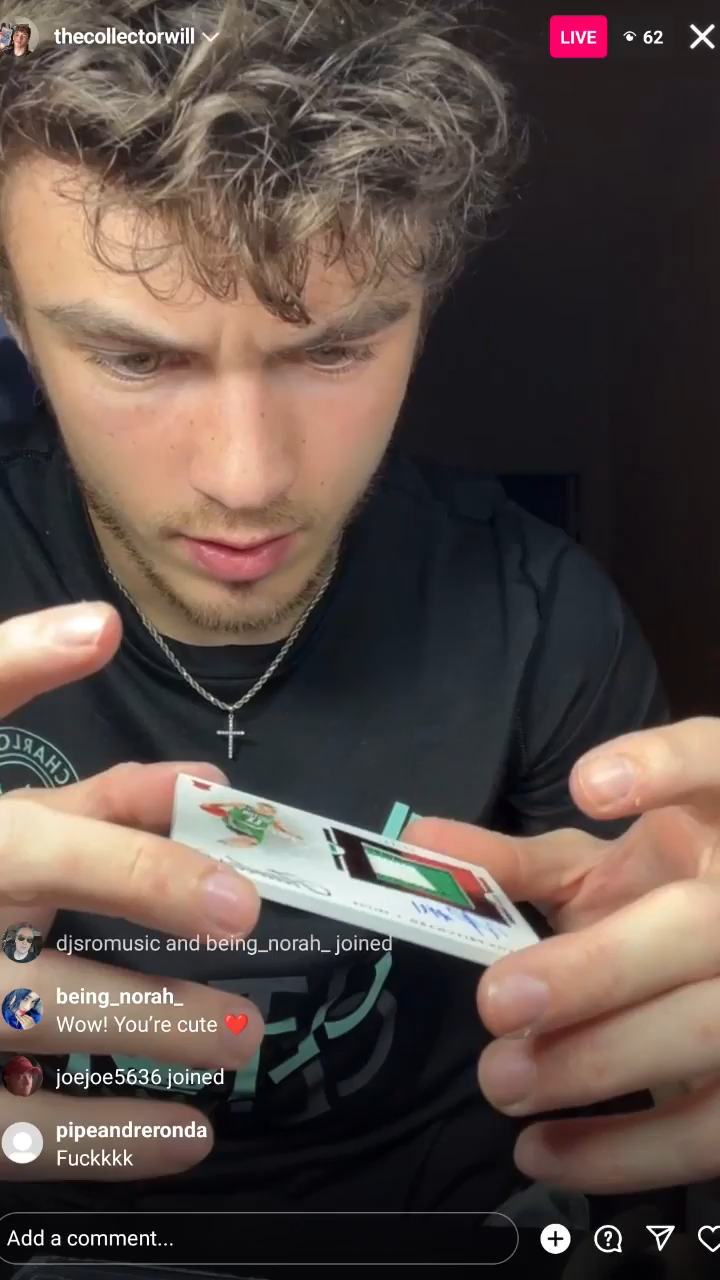 thecollectorwill
LIVE
62
djsromusic and being_norah_ joined
being_norah_
Wow! You're cute ❤️
joejoe5636 joined
pipeandreronda
Fuckkkk
Add a comment...